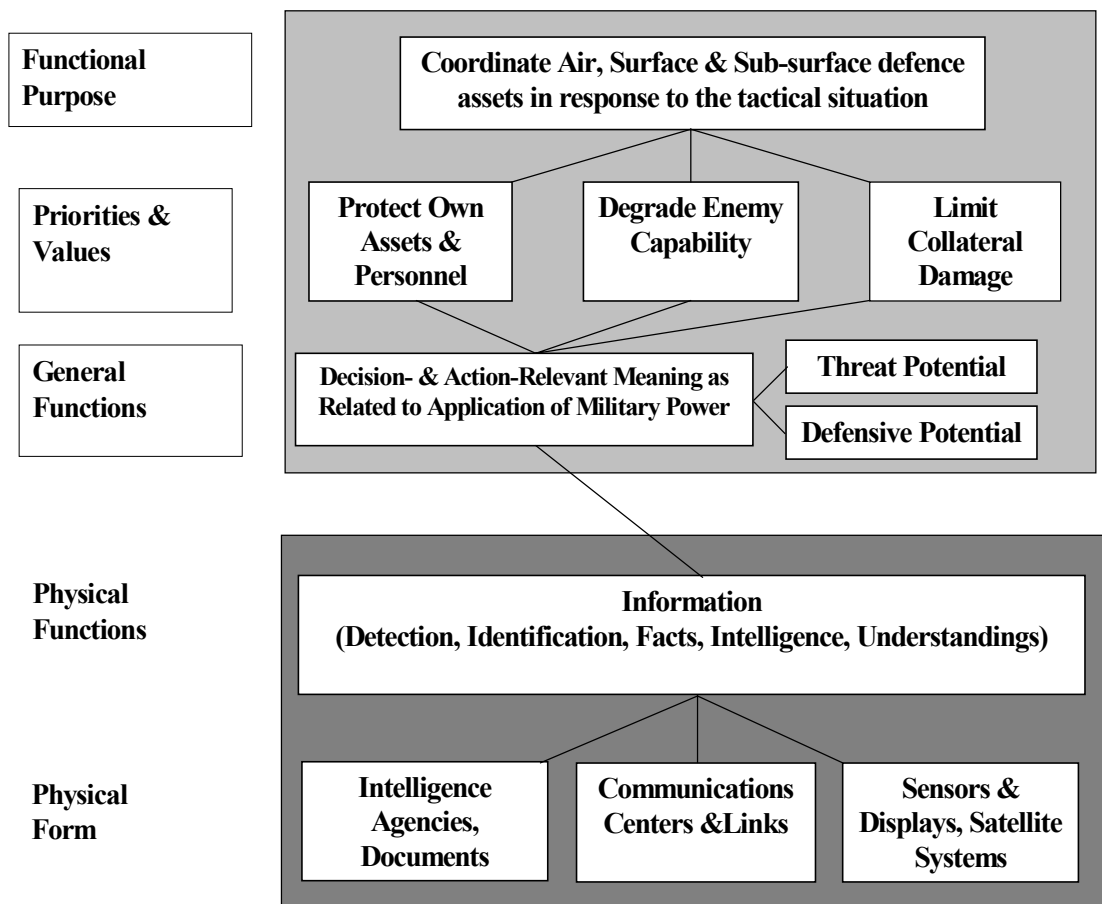 Functional
Purpose
Coordinate Air, Surface & Sub-surface defence
assets in response to the tactical situation
Priorities &
Values
Protect Own
Assets &
Personnel
Degrade Enemy
Capability
Limit
Collateral
Damage
General
Functions
Decision- & Action-Relevant Meaning as
Related to Application of Military Power
Threat Potential
Defensive Potential
Physical
Functions
Information
(Detection, Identification, Facts, Intelligence, Understandings)
Physical
Form
Intelligence
Agencies,
Documents
Communications
Centers &Links
Sensors &
Displays, Satellite
Systems